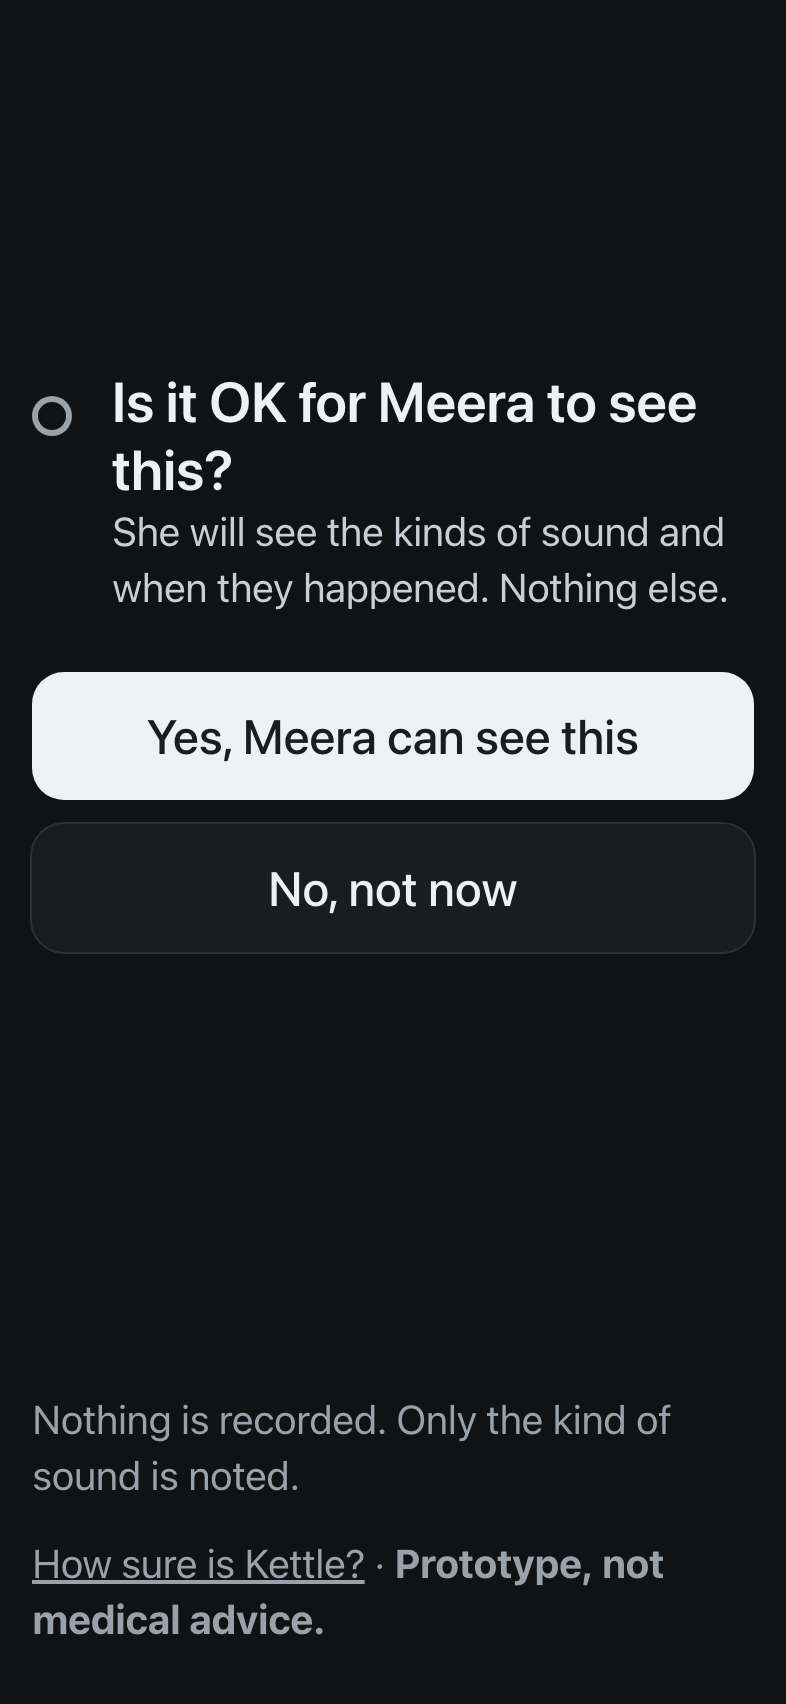 Is it OK for Meera to see
this?
She will see the kinds of sound and
when they happened. Nothing else.
Yes, Meera can see this
No, not now
Nothing is recorded. Only the kind of
sound is noted.
How sure is Kettle? · Prototype, not
medical advice.